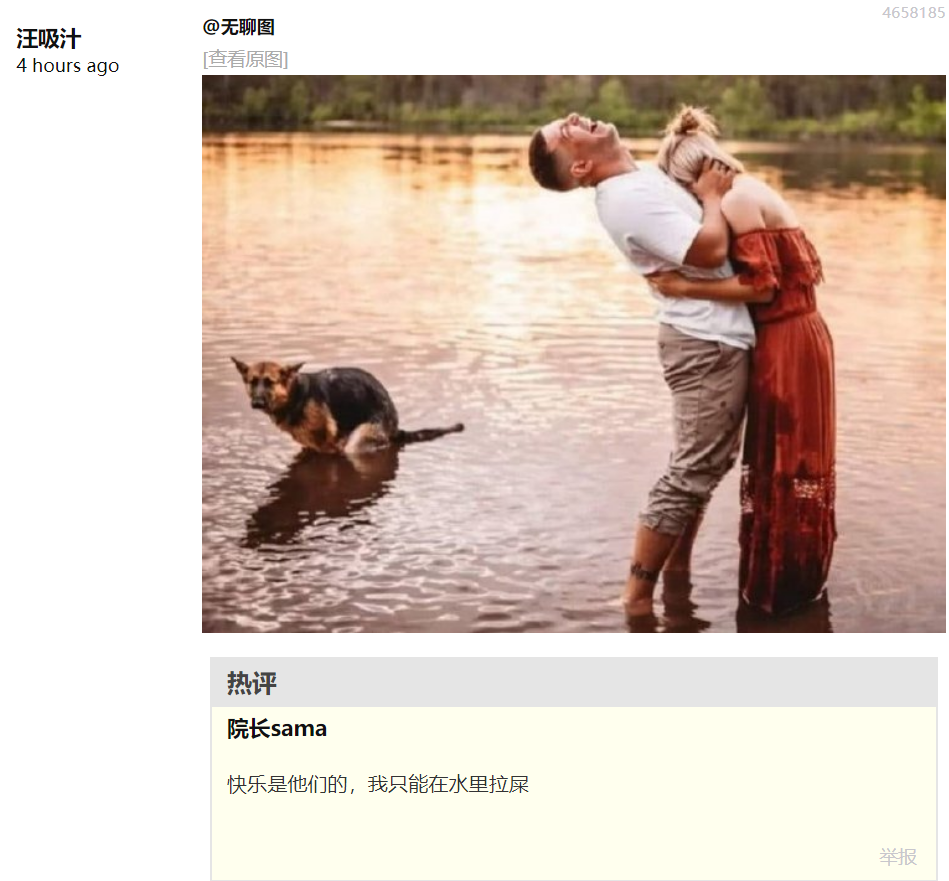 汪吸汁
4 hours ago
@无聊图
4658185
[查看原图]
热评
院长sama
快乐是他们的，我只能在水里拉屎
举报